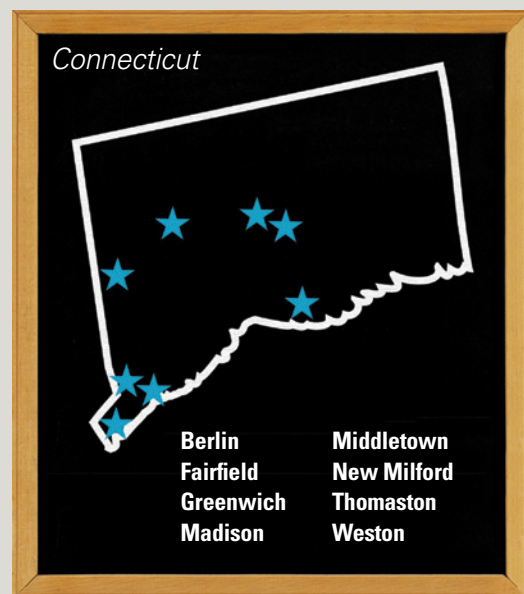 Connecticut
Berlin
Fairfield
Greenwich
Madison
Middletown
New Milford
Thomaston
Weston